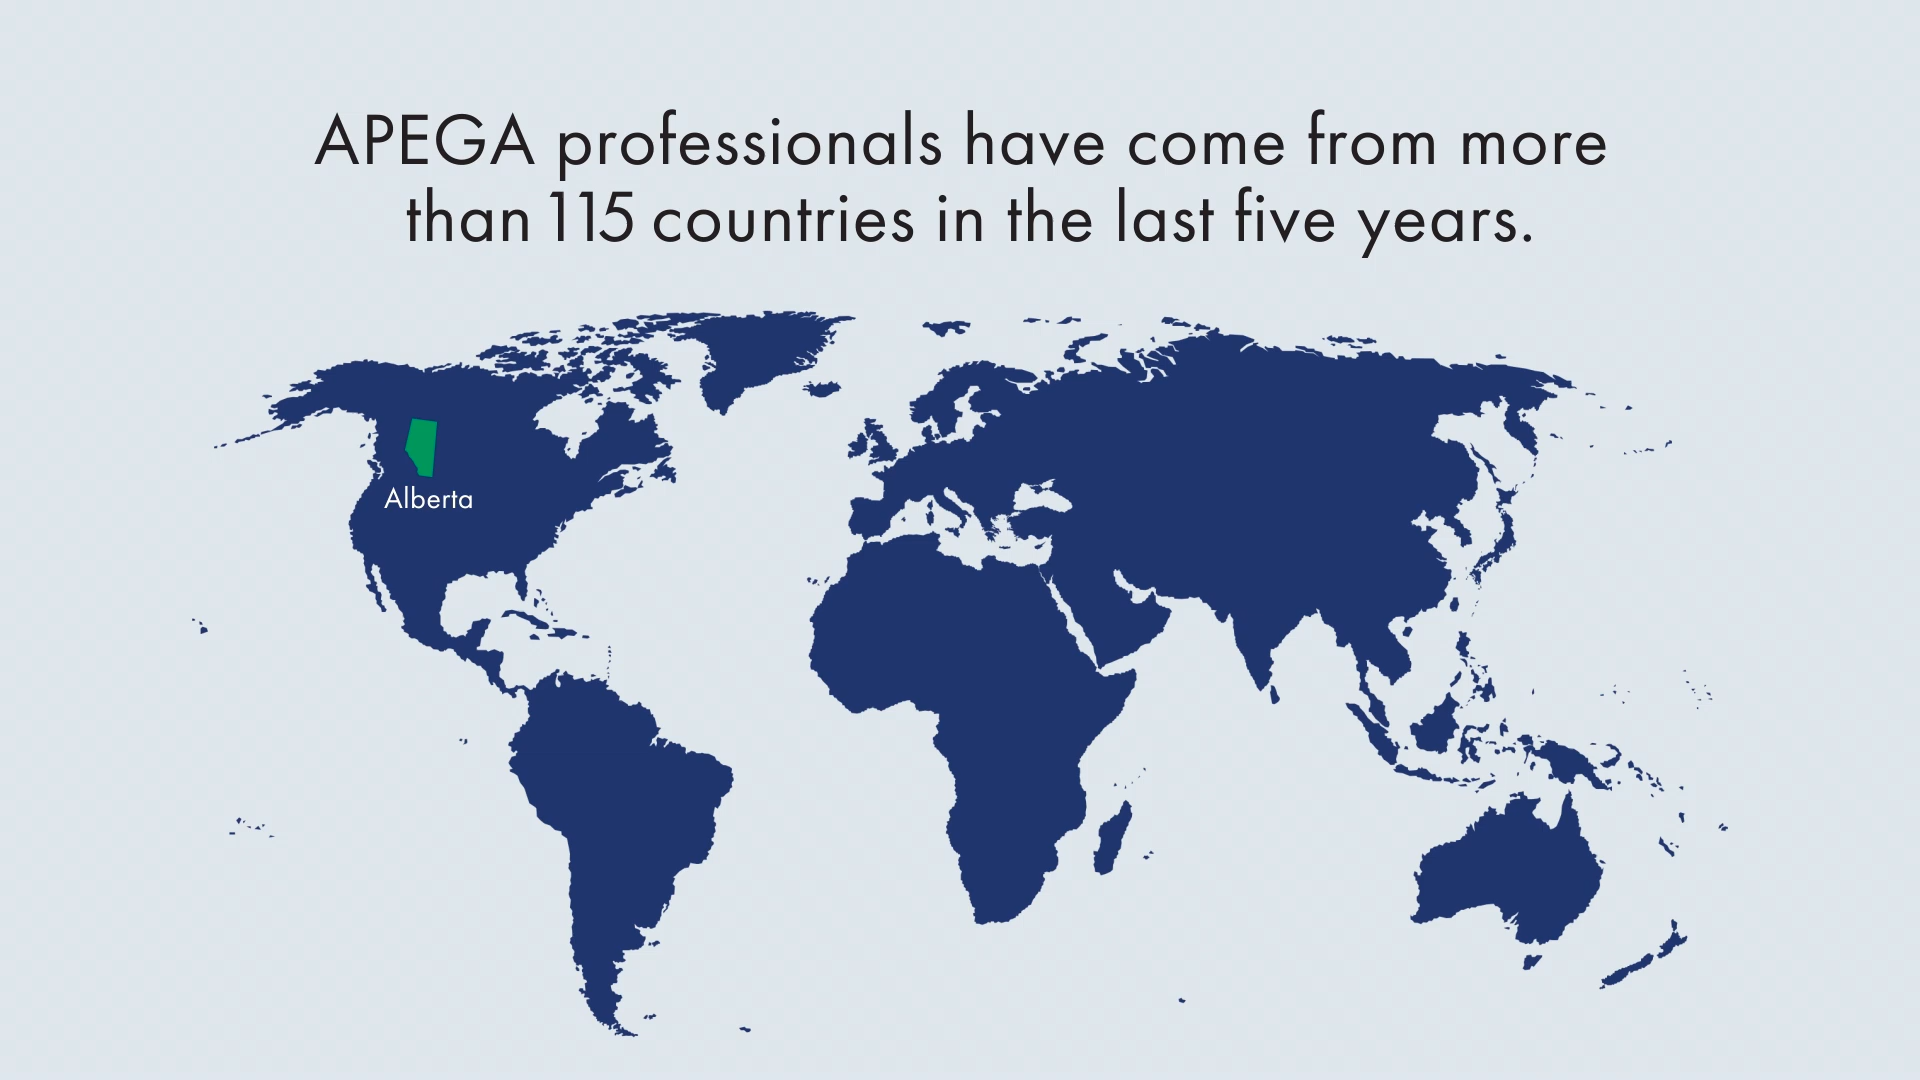 APEGA professionals have come from more
than 115 countries in the last five years.
Alberta